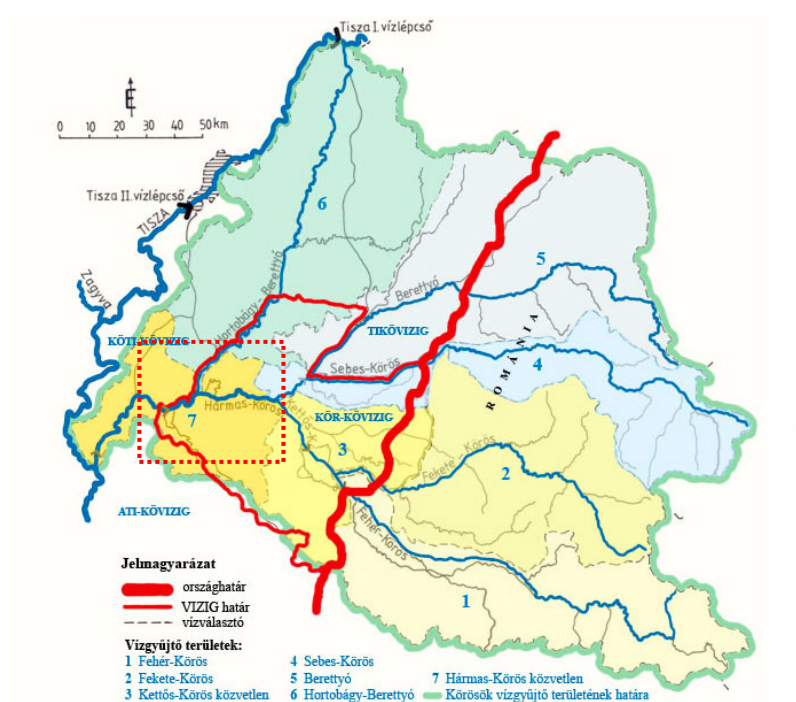 Tisza I. vízlépcső
É
0 10 20 30 40 50 km
Tisza II. vízlépcső
TISZA
6
Zagyva
5
Hortobágy-Berettyó
Berettyó
KÖTI-KÖVIZIG
TIKÖVIZIG
ROMÁNIA
Sebes-Körös
4
Hármas-Körös
7
Kettős-K
KÖR-KÖVIZIG
3
Fekete-Körös
2
ATI-KÖVIZIG
Fehér-Körös
1
Jelmagyarázat
országhatár
VIZIG határ
vízválasztó
Vízgyűjtő területek:
1 Fehér-Körös
2 Fekete-Körös
3 Kettős-Körös közvetlen
4 Sebes-Körös
5 Berettyó
6 Hortobágy-Berettyó
7 Hármas-Körös közvetlen
Körösök vízgyűjtő területének határa